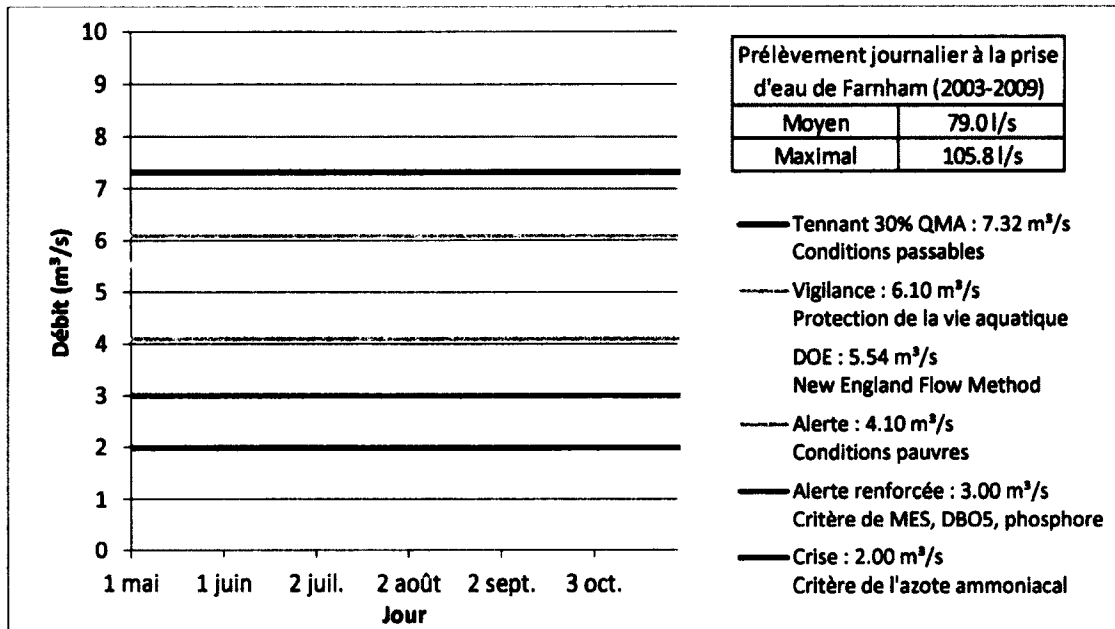 10
9
8
7
6
5
4
3
2
1
0
Débit (m³/s)
1 mai 1 juin 2 juil. 2 août 2 sept. 3 oct.
Jour
Prélèvement journalier à la prise
d'eau de Farnham (2003-2009)
Moyen 79.0 l/s
Maximal 105.8 l/s
Tennant 30% QMA : 7.32 m³/s
Conditions passables
Vigilance : 6.10 m³/s
Protection de la vie aquatique
DOE : 5.54 m³/s
New England Flow Method
Alerte : 4.10 m³/s
Conditions pauvres
Alerte renforcée : 3.00 m³/s
Critère de MES, DBO5, phosphore
Crise : 2.00 m³/s
Critère de l'azote ammoniacal